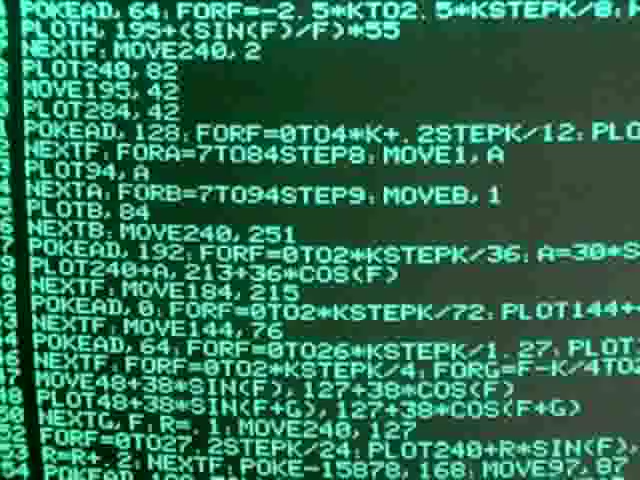 POKEAD,64:FORF=-2.5*KTO2.5*KSTEPK/8:
PLOTH,195+(SIN(F)/F)*55
NEXTF:MOVE240,2
PLOT240,82
MOVE195,42
PLOT284,42
POKEAD,128:FORF=0TO4*K+.2STEPK/12:PLO
NEXTF:FORA=7TO84STEP8:MOVE1,A
PLOT94,A
NEXTA:FORB=7TO94STEP9:MOVEB,1
PLOTB,84
NEXTB:MOVE240,251
POKEAD,192:FORF=0TO2*KSTEPK/36:A=30*S
PLOT240+A,213+36*COS(F)
NEXTF:MOVE184,215
POKEAD,0:FORF=0TO2*KSTEPK/72:PLOT144+
NEXTF:MOVE144,76
POKEAD,64:FORF=0TO26*KSTEPK/1.27:PLOT
NEXTF:FORF=0TO2*KSTEPK/4:FORG=F-K/4TO
MOVE48+38*SIN(F),127+38*COS(F)
PLOT48+38*SIN(F+G),127+38*COS(F+G)
NEXTG,F:R=.1:MOVE240,127
FORF=0TO27.2STEPK/24:PLOT240+R*SIN(F),
R=R+.2:NEXTF:POKE-15878,168:MOVE97,87
54 POKEAD